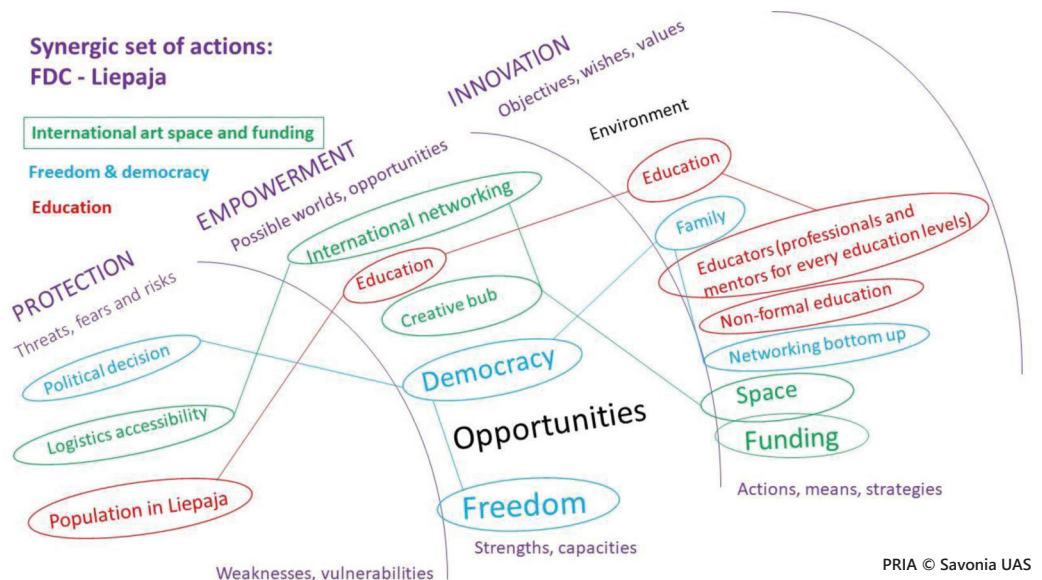 Synergic set of actions:
FDC - Liepaja
International art space and funding
Freedom & democracy
Education
PROTECTION
Threats, fears and risks
Political decision
Logistics accessibility
Population in Liepaja
Weaknesses, vulnerabilities
EMPOWERMENT
Possible worlds, opportunities
International networking
Education
Creative bub
Democracy
Opportunities
Freedom
Strengths, capacities
INNOVATION
Objectives, wishes, values
Environment
Education
Family
Educators (professionals and
mentors for every education levels)
Non-formal education
Networking bottom up
Space
Funding
Actions, means, strategies
PRIA © Savonia UAS